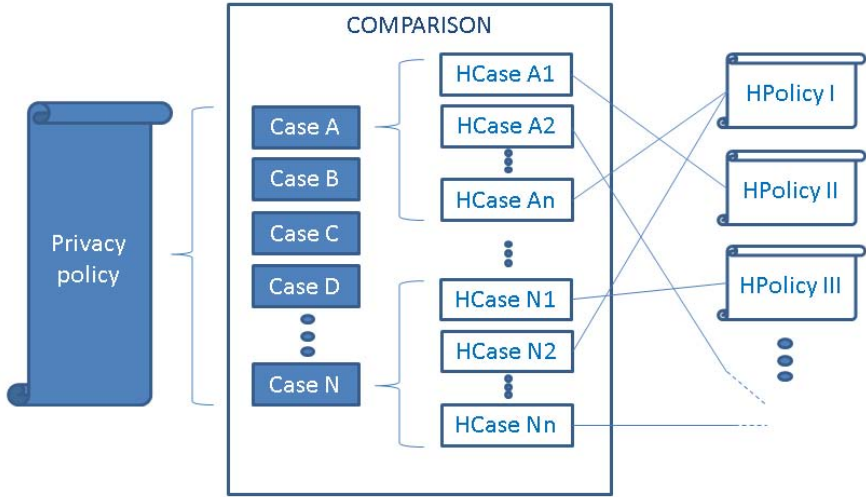 COMPARISON
Privacy
policy
Case A
Case B
Case C
Case D
Case N
HCase A1
HCase A2
HCase An
HCase N1
HCase N2
HCase Nn
HPolicy I
HPolicy II
HPolicy III